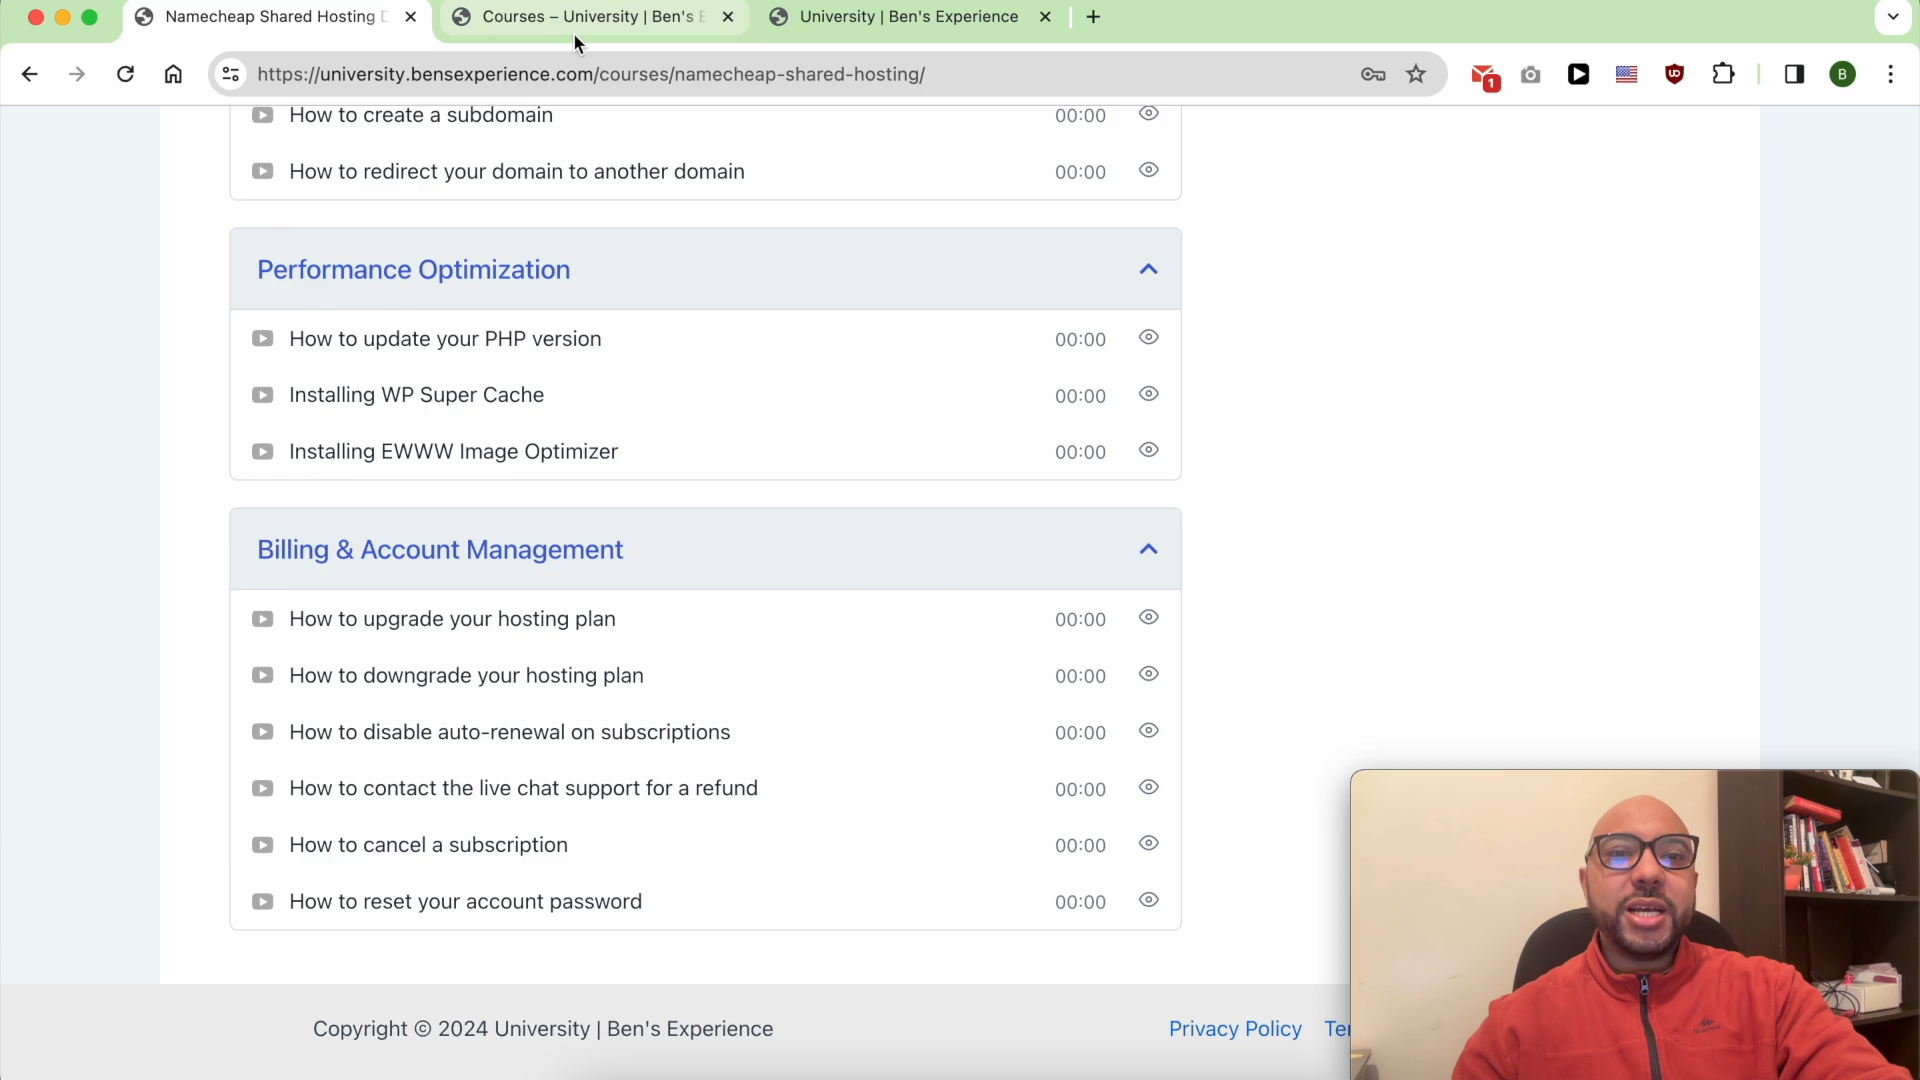 Namecheap Shared Hosting
Courses – University | Ben's
University | Ben's Experience
https://university.bensexperience.com/courses/namecheap-shared-hosting/
1
B
How to create a subdomain 00:00
How to redirect your domain to another domain 00:00
Performance Optimization
How to update your PHP version 00:00
Installing WP Super Cache 00:00
Installing EWWW Image Optimizer 00:00
Billing & Account Management
How to upgrade your hosting plan 00:00
How to downgrade your hosting plan 00:00
How to disable auto-renewal on subscriptions 00:00
How to contact the live chat support for a refund 00:00
How to cancel a subscription 00:00
How to reset your account password 00:00
Copyright © 2024 University | Ben's Experience
Privacy Policy